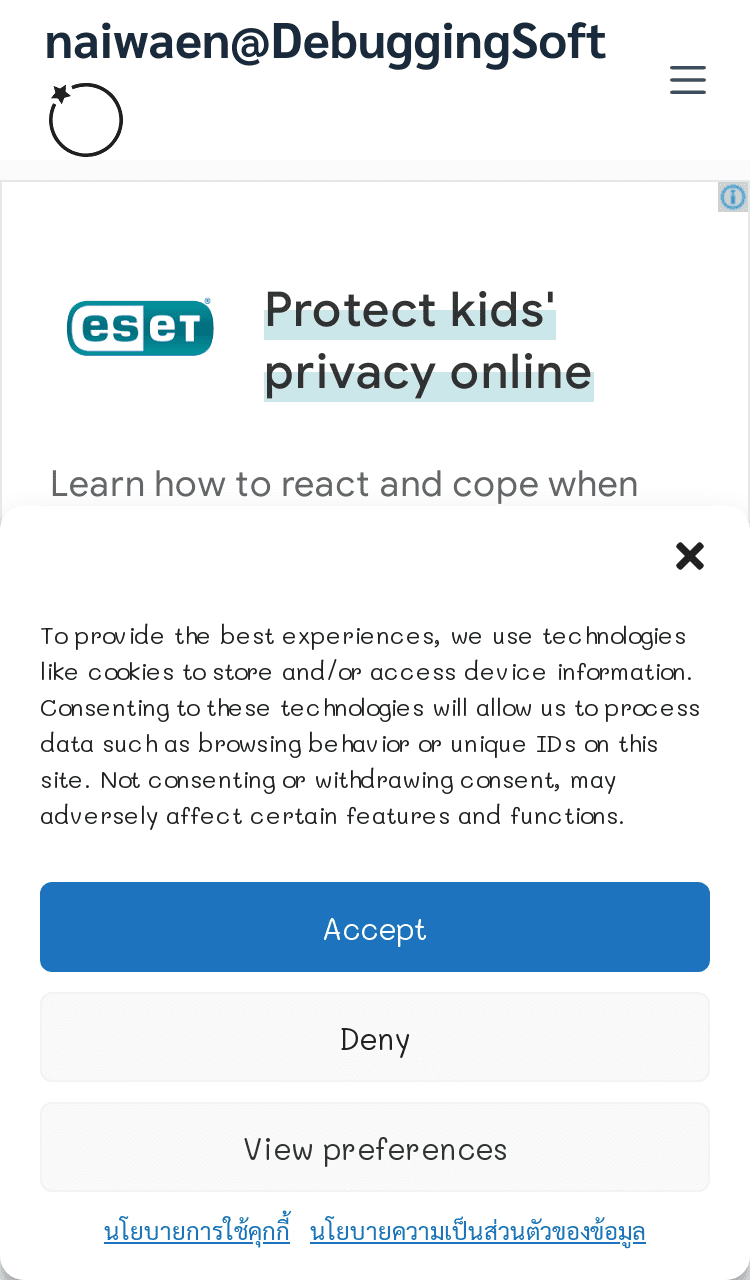 naiwaen@DebuggingSoft
eseT®
Protect kids'
privacy online
Learn how to react and cope when
To provide the best experiences, we use technologies
like cookies to store and/or access device information.
Consenting to these technologies will allow us to process
data such as browsing behavior or unique IDs on this
site. Not consenting or withdrawing consent, may
adversely affect certain features and functions.
Accept
Deny
View preferences
นโยบายการใช้คุกกี้ นโยบายความเป็นส่วนตัวของข้อมูล